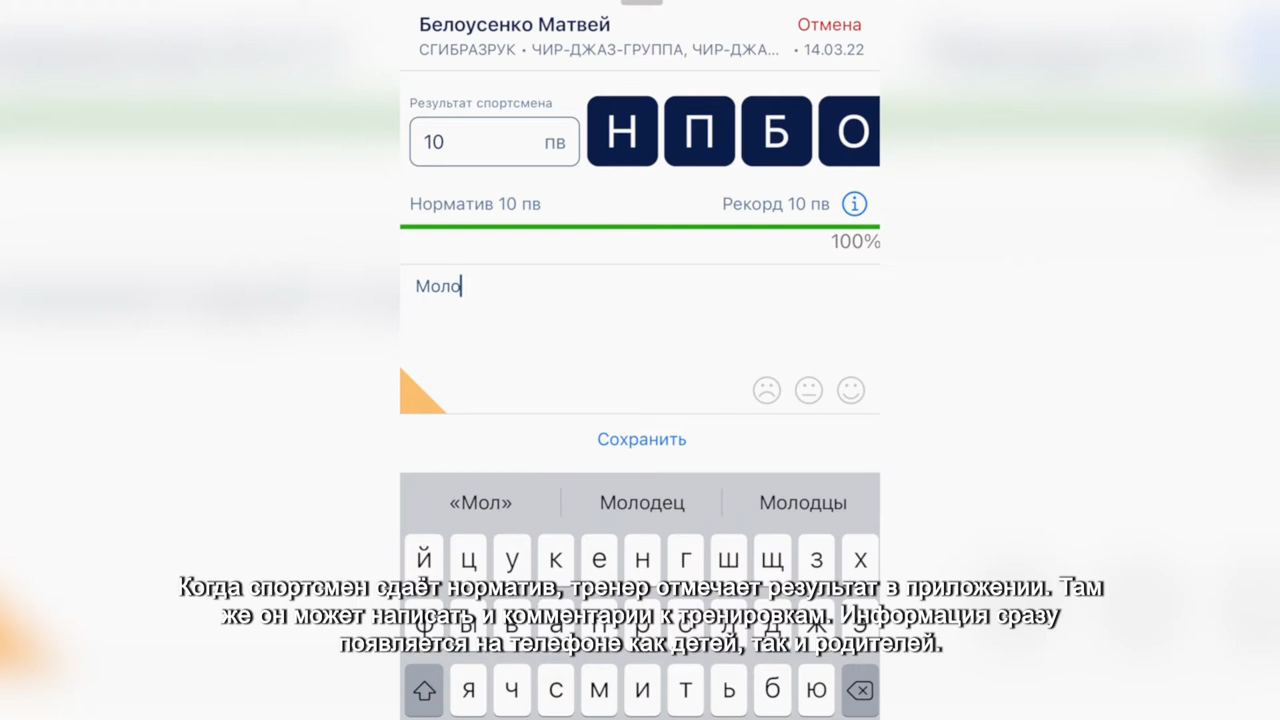 Белоусенко Матвей
Отмена
СГИБРАЗРУК • ЧИР-ДЖАЗ-ГРУППА, ЧИР-ДЖА... • 14.03.22
Результат спортсмена
10 пв
Н П Б О
Норматив 10 пв
Рекорд 10 пв
100%
Моло
Сохранить
«Мол» Молодец Молодцы
й ц у к е н г ш щ з х
Когда спортсмен сдаёт норматив, тренер отмечает результат в приложении. Там
же он может написать и комментарии к тренировкам. Информация сразу
появляется на телефоне как детей, так и родителей.
ф ы в а п р о л д ж э
я ч с м и т ь б ю